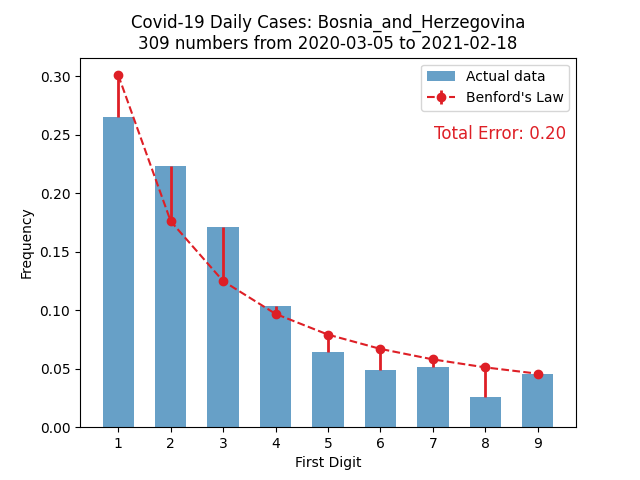 Covid-19 Daily Cases: Bosnia_and_Herzegovina
309 numbers from 2020-03-05 to 2021-02-18
Actual data
Benford's Law
Total Error: 0.20
0.30
0.25
0.20
0.15
0.10
0.05
0.00
Frequency
1 2 3 4 5 6 7 8 9
First Digit